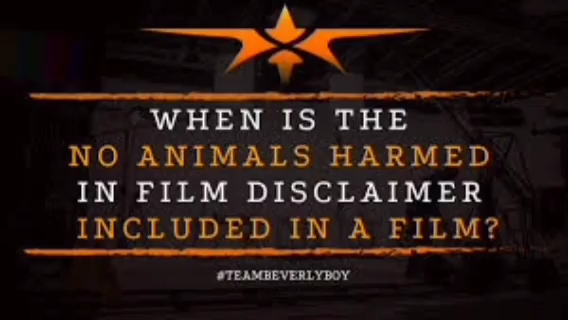 WHEN IS THE
NO ANIMALS HARMED
IN FILM DISCLAIMER
INCLUDED IN A FILM?
#TEAMBEVERLYBOY